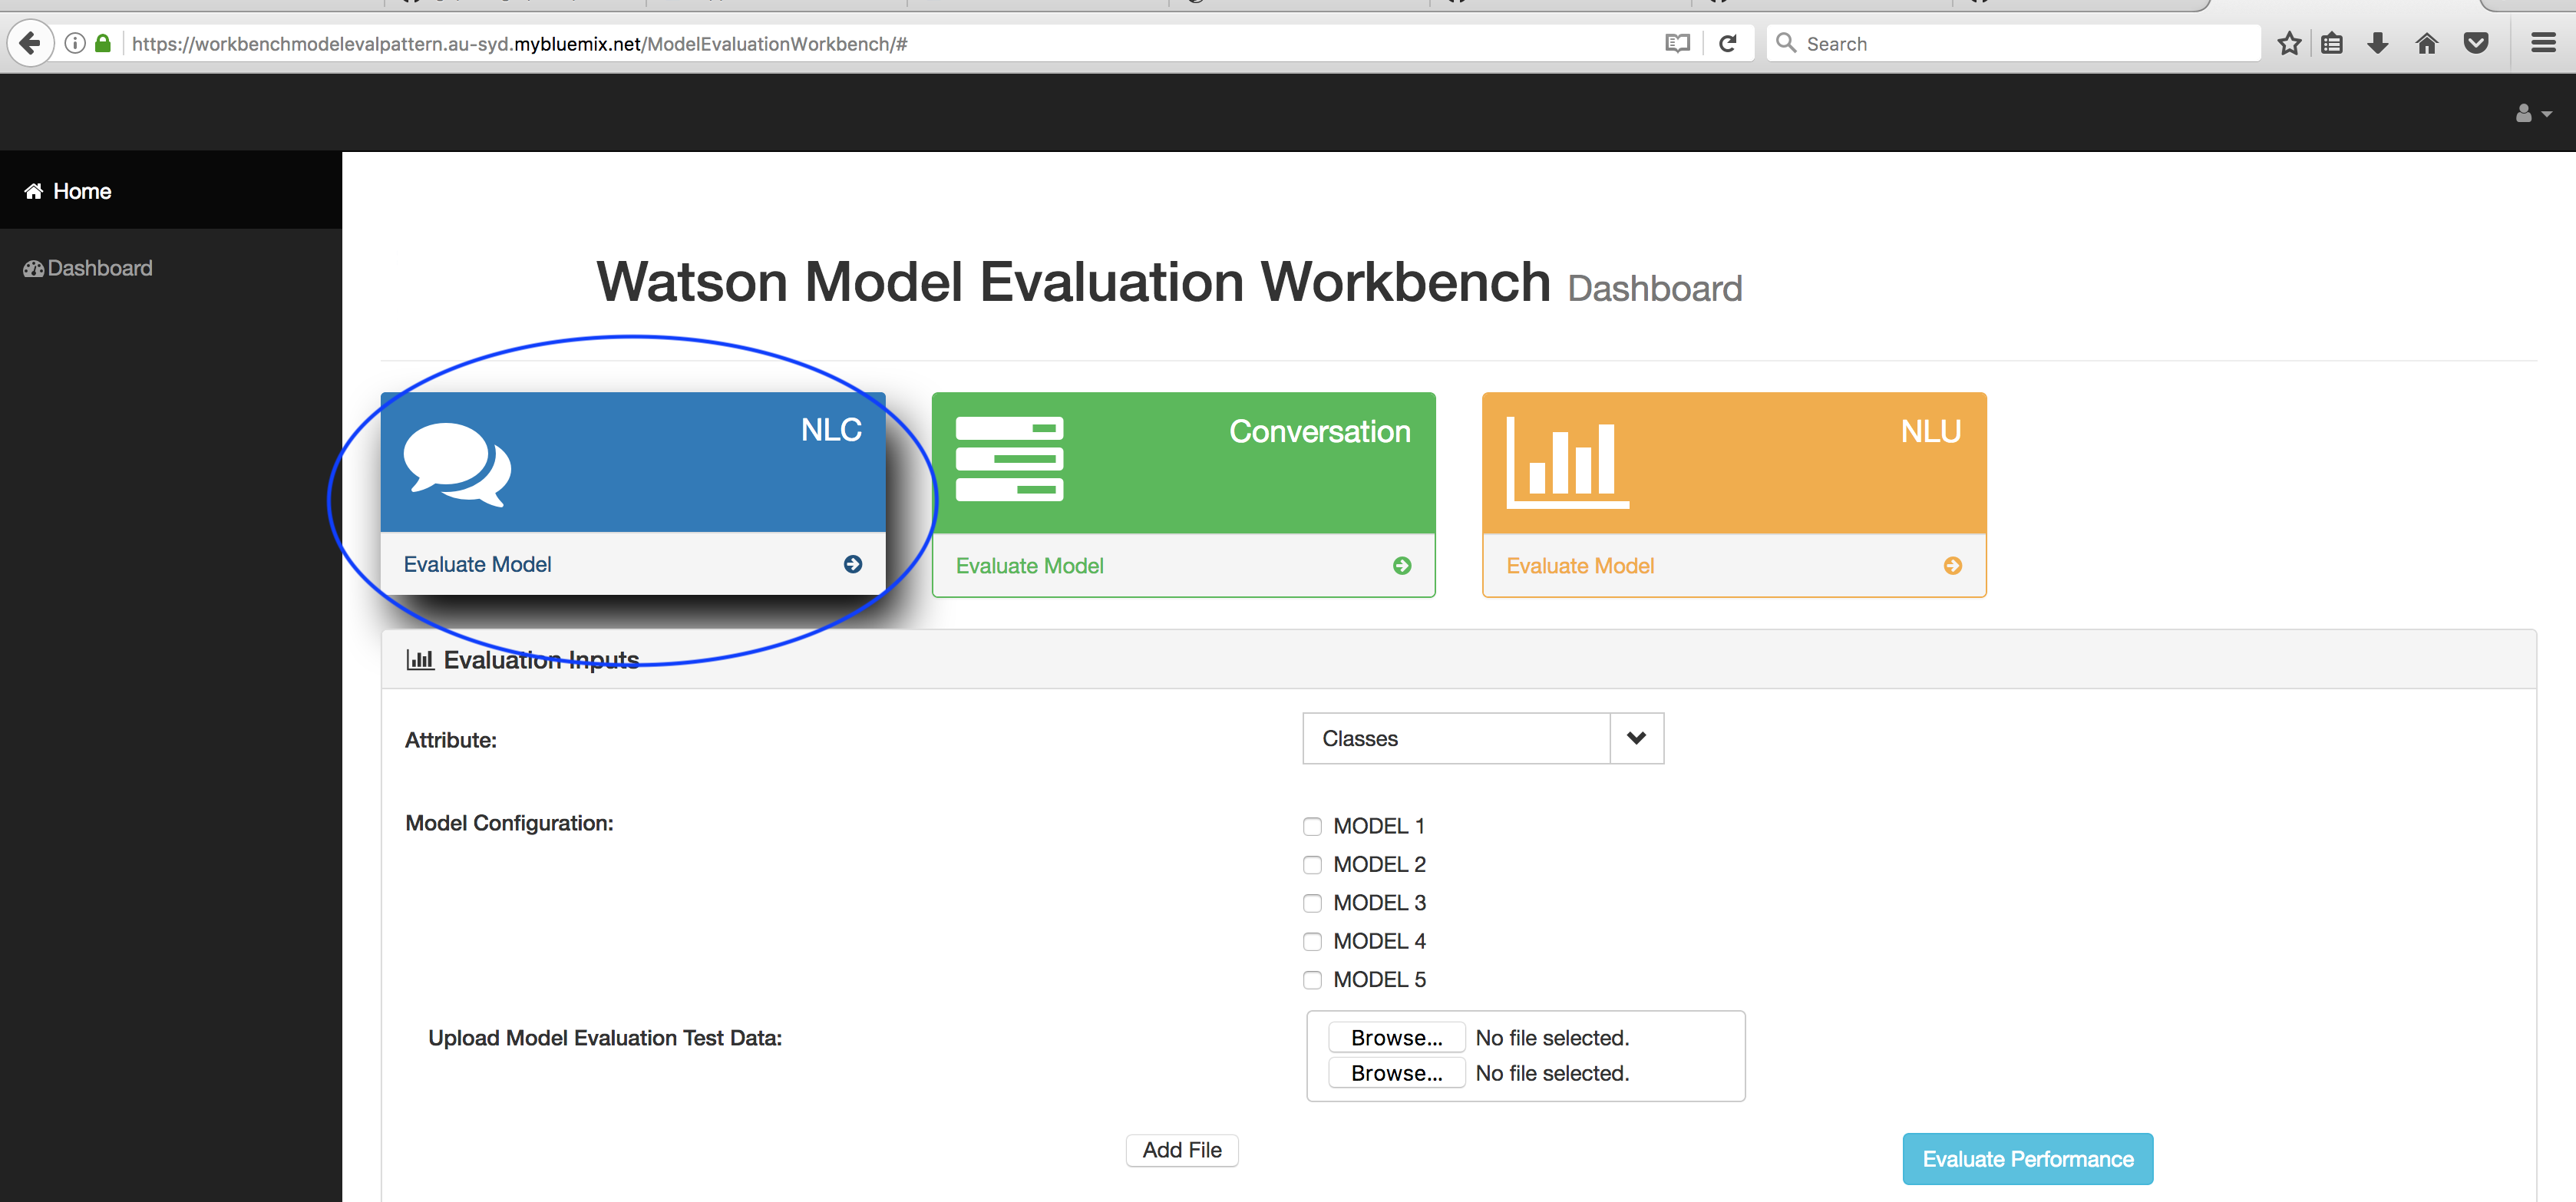 https://workbenchmodelevalpattern.au-syd.mybluemix.net/ModelEvaluationWorkbench/#
Search
Home
Dashboard
Watson Model Evaluation Workbench Dashboard
NLC
Conversation
NLU
Evaluate Model
Evaluate Model
Evaluate Model
Evaluation Inputs
Attribute:
Classes
Model Configuration:
MODEL 1
MODEL 2
MODEL 3
MODEL 4
MODEL 5
Upload Model Evaluation Test Data:
Browse... No file selected.
Browse... No file selected.
Add File
Evaluate Performance